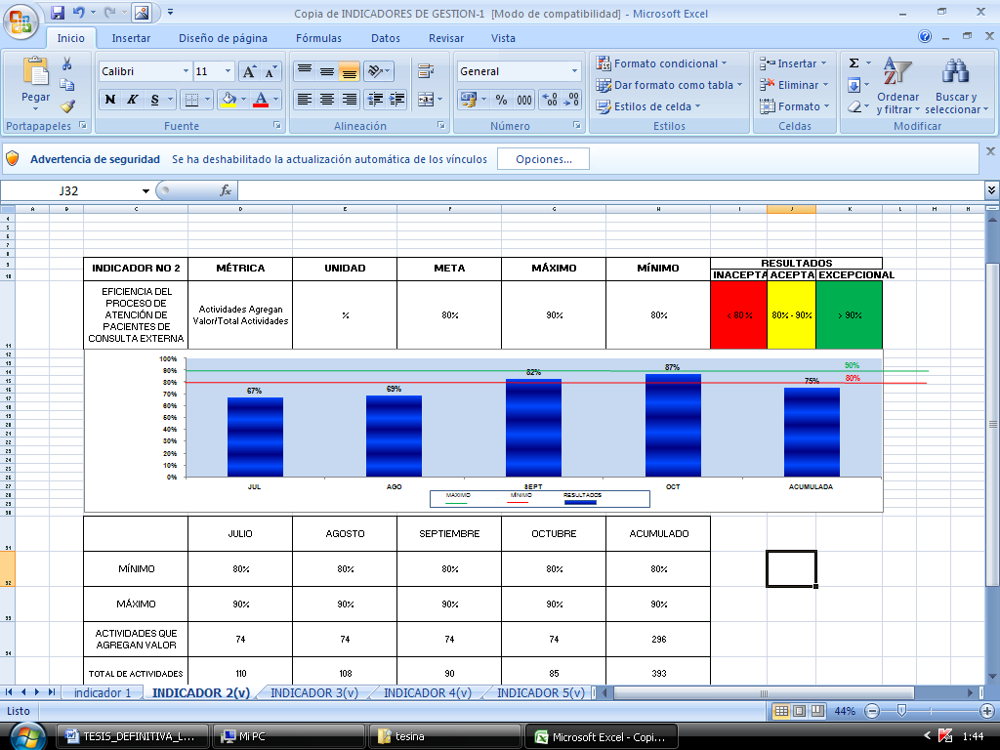 Copia de INDICADORES DE GESTION-1 [Modo de compatibilidad] - Microsoft Excel
Inicio Insertar Diseño de página Fórmulas Datos Revisar Vista
Pegar
Calibri 11
N K S
General
% 000
Formato condicional
Dar formato como tabla
Estilos de celda
Insertar
Eliminar
Formato
Σ
Ordenar y filtrar
Buscar y seleccionar
Portapapeles Fuente Alineación Número Estilos Celdas Modificar
Advertencia de seguridad Se ha deshabilitado la actualización automática de los vínculos Opciones...
J32 fx
A B C D E F G H I J K L M N
INDICADOR NO 2 MÉTRICA UNIDAD META MÁXIMO MÍNIMO RESULTADOS
INACEPTA ACEPTA EXCEPCIONAL
EFICIENCIA DEL
PROCESO DE
ATENCIÓN DE
PACIENTES DE
CONSULTA EXTERNA
Actividades Agregan
Valor/Total Actividades
% 80% 90% 80% < 80% 80% - 90% > 90%
100%
90%
80%
70%
60%
50%
40%
30%
20%
10%
0%
67% 69% 82% 87% 75%
90%
80%
JUL AGO SEPT OCT ACUMULADA
MAXIMO MÍNIMO RESULTADOS
JULIO AGOSTO SEPTIEMBRE OCTUBRE ACUMULADO
MÍNIMO 80% 80% 80% 80% 80%
MÁXIMO 90% 90% 90% 90% 90%
ACTIVIDADES QUE
AGREGAN VALOR 74 74 74 74 296
TOTAL DE ACTIVIDADES 110 108 90 85 393
indicador 1 INDICADOR 2(v) INDICADOR 3(v) INDICADOR 4(v) INDICADOR 5(v)
Listo 44%
TESIS_DEFINITIVA_L... Mi PC tesina Microsoft Excel - Copi... 1:44